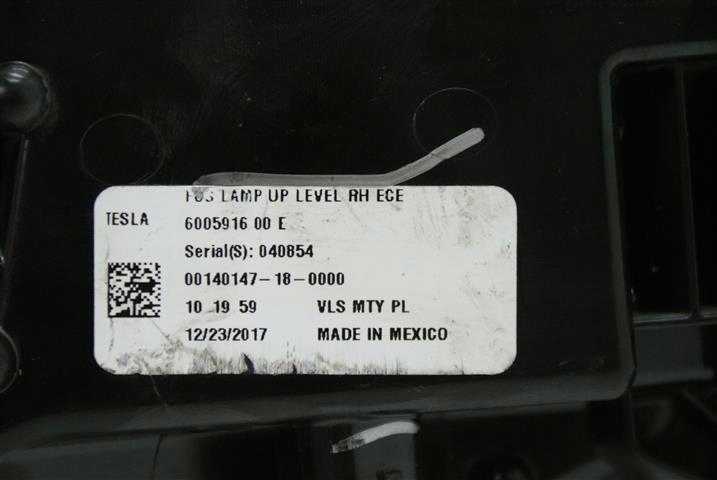 LAMP UP LEVEL RH ECE
TESLA 6005916 00 E
Serial(S): 040854
00140147-18-0000
10 19 59 VLS MTY PL
12/23/2017 MADE IN MEXICO